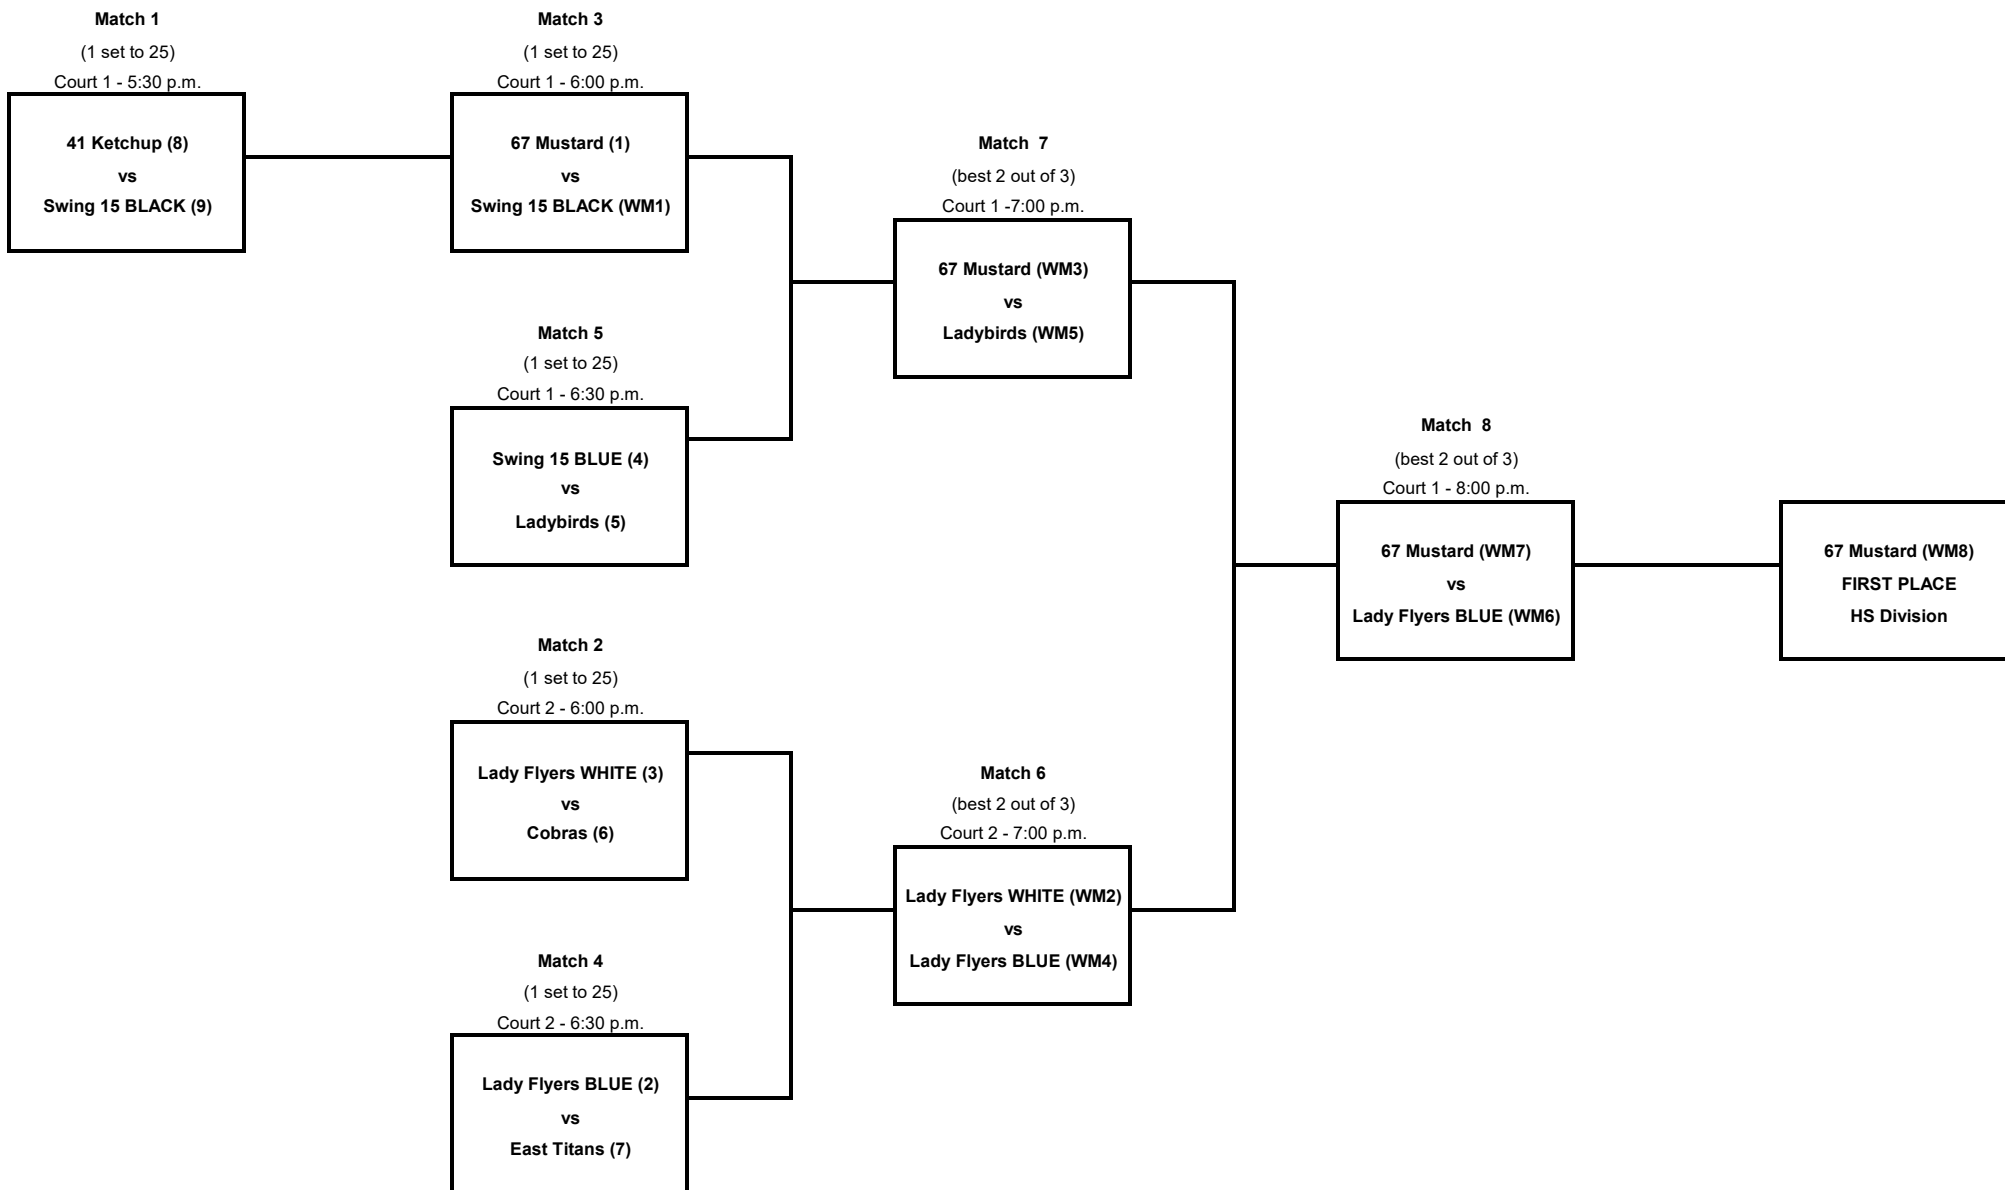 Match 1
(1 set to 25)
Court 1 - 5:30 p.m.
41 Ketchup (8)
vs
Swing 15 BLACK (9)
Match 3
(1 set to 25)
Court 1 - 6:00 p.m.
67 Mustard (1)
vs
Swing 15 BLACK (WM1)
Match 5
(1 set to 25)
Court 1 - 6:30 p.m.
Swing 15 BLUE (4)
vs
Ladybirds (5)
Match 2
(1 set to 25)
Court 2 - 6:00 p.m.
Lady Flyers WHITE (3)
vs
Cobras (6)
Match 4
(1 set to 25)
Court 2 - 6:30 p.m.
Lady Flyers BLUE (2)
vs
East Titans (7)
Match 7
(best 2 out of 3)
Court 1 -7:00 p.m.
67 Mustard (WM3)
vs
Ladybirds (WM5)
Match 6
(best 2 out of 3)
Court 2 - 7:00 p.m.
Lady Flyers WHITE (WM2)
vs
Lady Flyers BLUE (WM4)
Match 8
(best 2 out of 3)
Court 1 - 8:00 p.m.
67 Mustard (WM7)
vs
Lady Flyers BLUE (WM6)
67 Mustard (WM8)
FIRST PLACE
HS Division